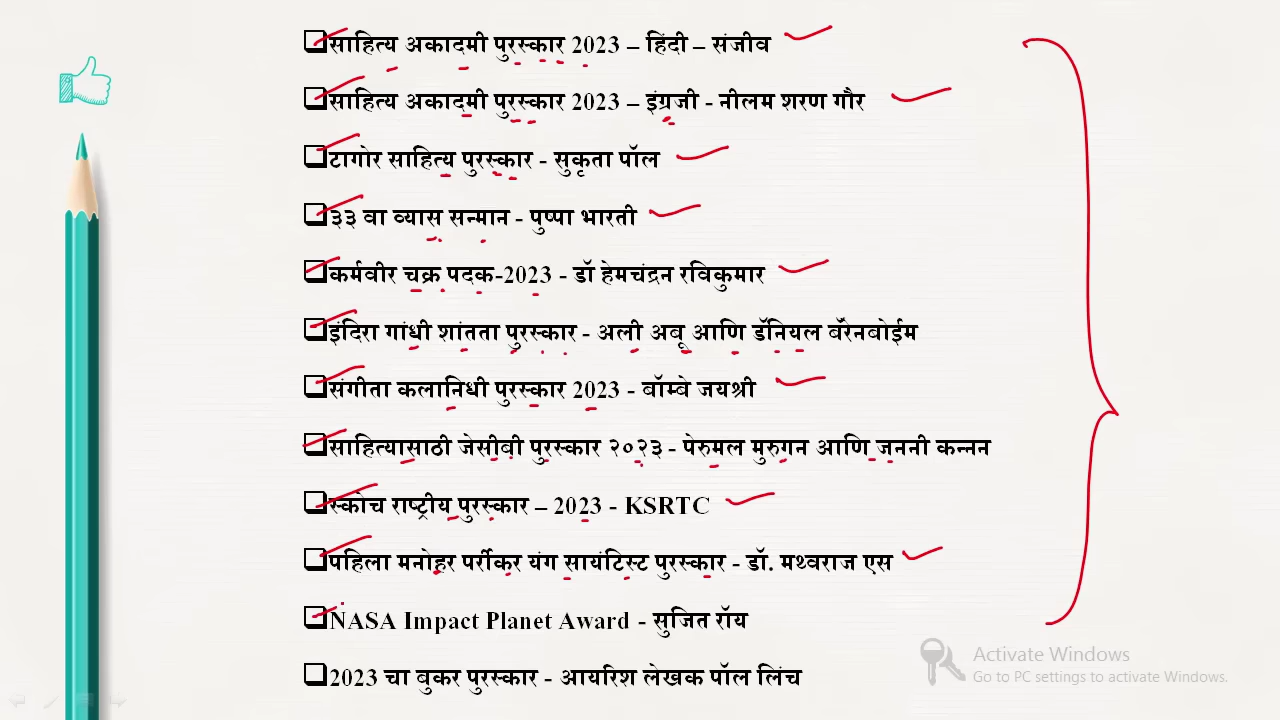 साहित्य अकादमी पुरस्कार 2023 – हिंदी – संजीव
साहित्य अकादमी पुरस्कार 2023 – इंग्रजी - नीलम शरण गौर
टागोर साहित्य पुरस्कार - सुकृता पॉल
३३ वा व्यास सन्मान - पुष्पा भारती
कर्मवीर चक्र पदक-2023 - डॉ हेमचंद्रन रविकुमार
इंदिरा गांधी शांतता पुरस्कार - अली अबू आणि डॅनियल बॅरेनबोईम
संगीता कलानिधी पुरस्कार 2023 - बॉम्बे जयश्री
साहित्यासाठी जेसीबी पुरस्कार २०२३ - पेरुमल मुरुगन आणि जननी कन्नन
स्कोच राष्ट्रीय पुरस्कार – 2023 - KSRTC
पहिला मनोहर पर्रीकर यंग सायंटिस्ट पुरस्कार - डॉ. मथ्वराज एस
NASA Impact Planet Award - सुजित रॉय
2023 चा बुकर पुरस्कार - आयरिश लेखक पॉल लिंच
Activate Windows
Go to PC settings to activate Windows.